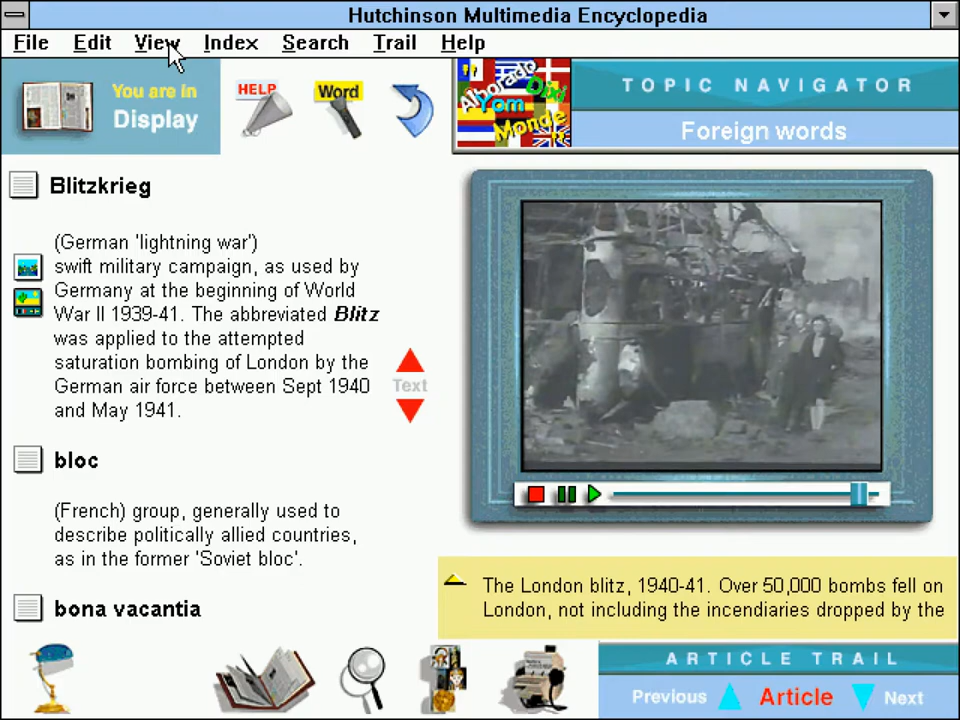 Hutchinson Multimedia Encyclopedia
File Edit View Index Search Trail Help
You are in
Display
HELP
Word
Alborado
Dixi
Yom
Monde
TOPIC NAVIGATOR
Foreign words
Blitzkrieg
(German 'lightning war')
swift military campaign, as used by
Germany at the beginning of World
War II 1939-41. The abbreviated Blitz
was applied to the attempted
saturation bombing of London by the
German air force between Sept 1940
and May 1941.
Text
bloc
(French) group, generally used to
describe politically allied countries,
as in the former 'Soviet bloc'.
bona vacantia
The London blitz, 1940-41. Over 50,000 bombs fell on
London, not including the incendiaries dropped by the
ARTICLE TRAIL
Previous Article Next